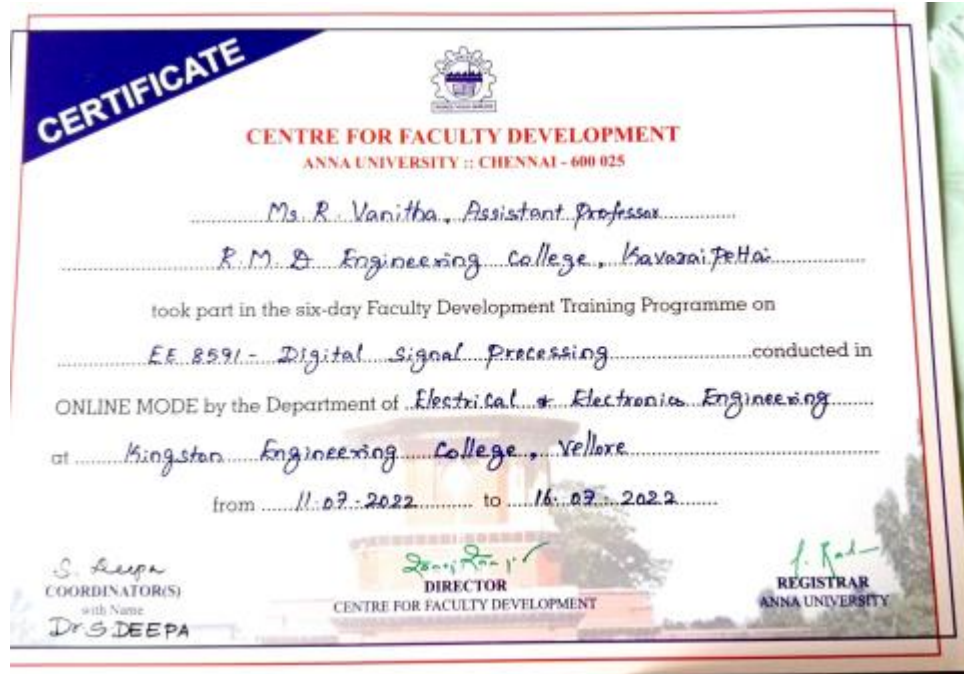 CERTIFICATE
CENTRE FOR FACULTY DEVELOPMENT
ANNA UNIVERSITY :: CHENNAI - 600 025
Ms. R. Vanitha, Assistant Professor
R.M.D Engineering College, Kavaraipettai
took part in the six-day Faculty Development Training Programme on
EE 8591 - Digital Signal Processing conducted in
ONLINE MODE by the Department of Electrical & Electronics Engineering
at Kingston Engineering College, Vellore
from 11.07.2022 to 16.07.2022
S. Deepa
COORDINATOR(S) DIRECTOR REGISTRAR
with Name CENTRE FOR FACULTY DEVELOPMENT ANNA UNIVERSITY
Dr S. DEEPA